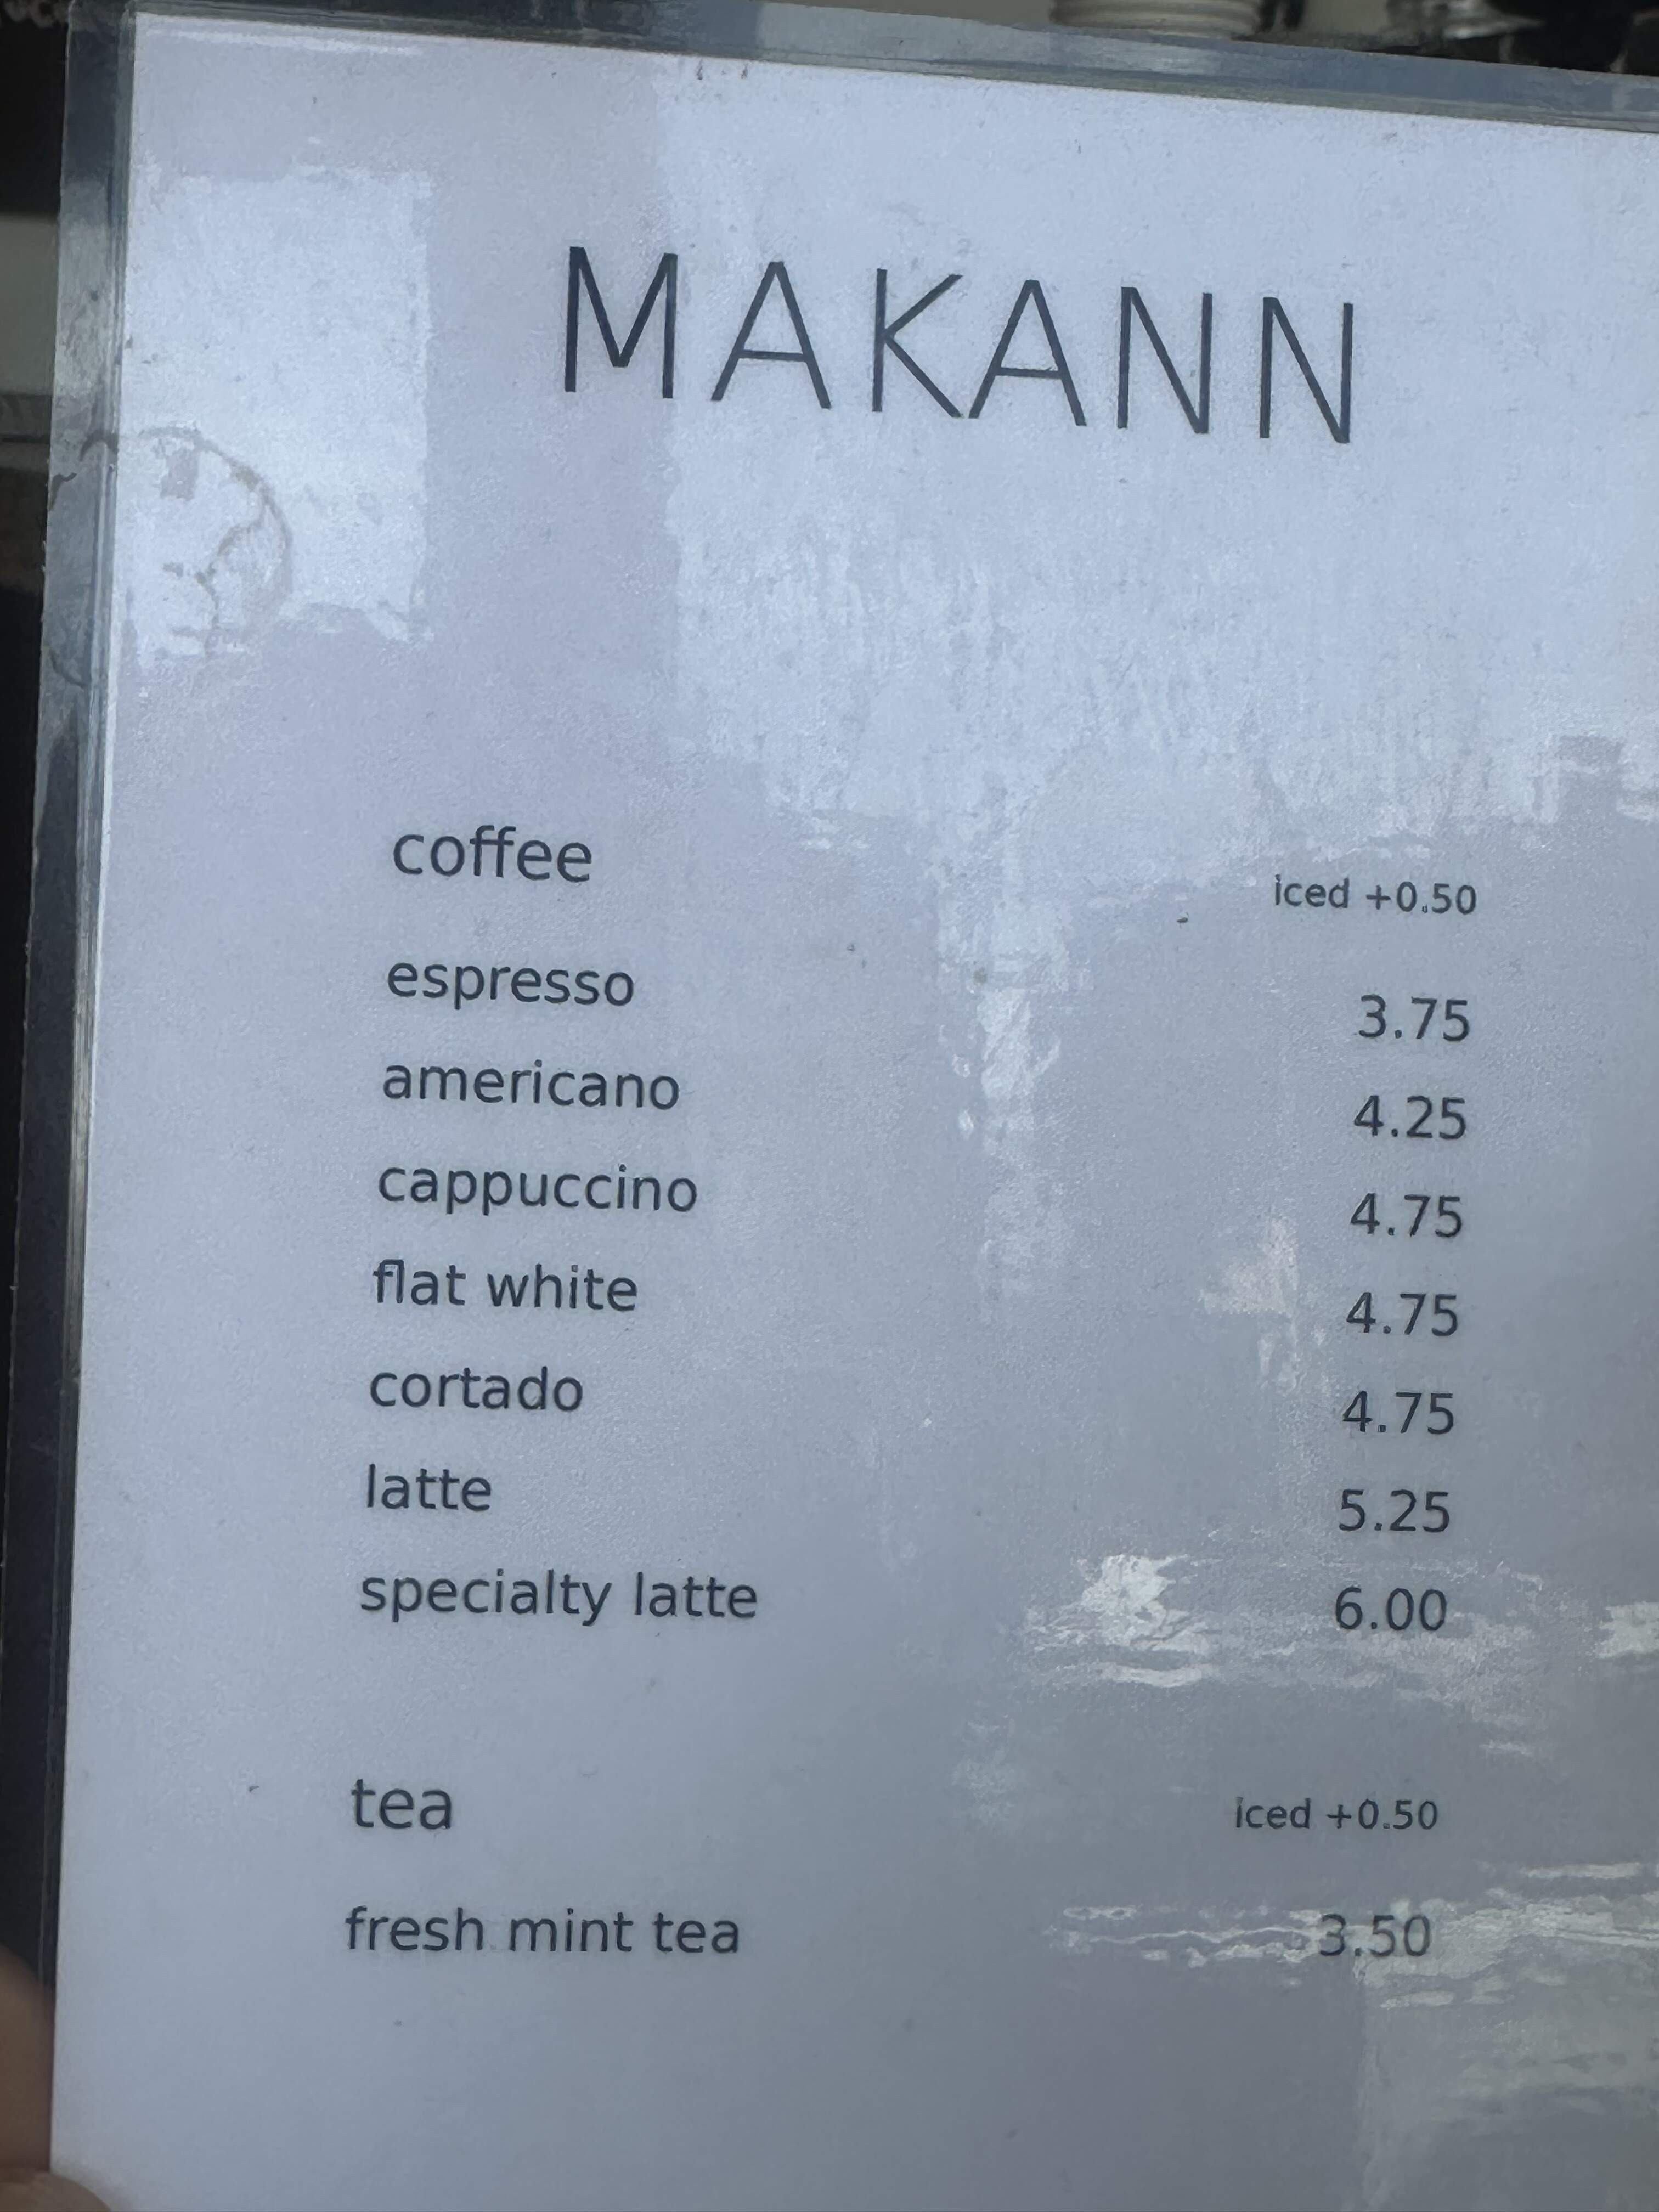 MAKANN
coffee iced +0.50
espresso 3.75
americano 4.25
cappuccino 4.75
flat white 4.75
cortado 4.75
latte 5.25
specialty latte 6.00
tea iced +0.50
fresh mint tea 3.50